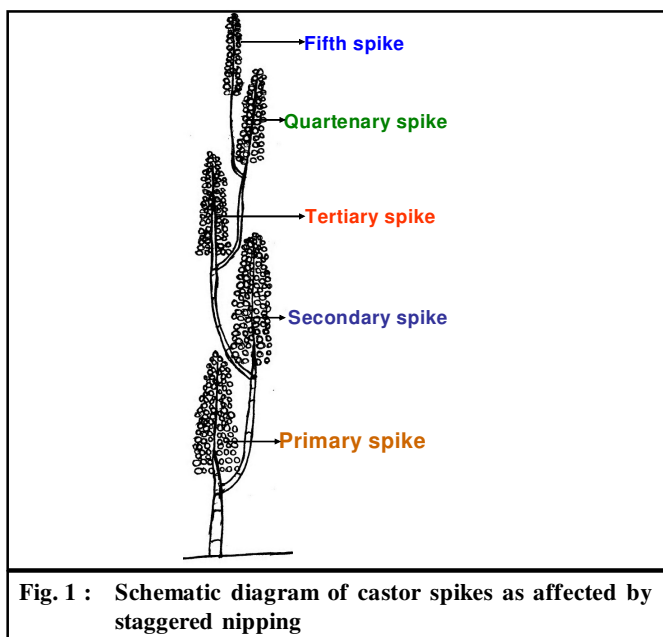 Fifth spike
Quartenary spike
Tertiary spike
Secondary spike
Primary spike
Fig. 1 : Schematic diagram of castor spikes as affected by
staggered nipping